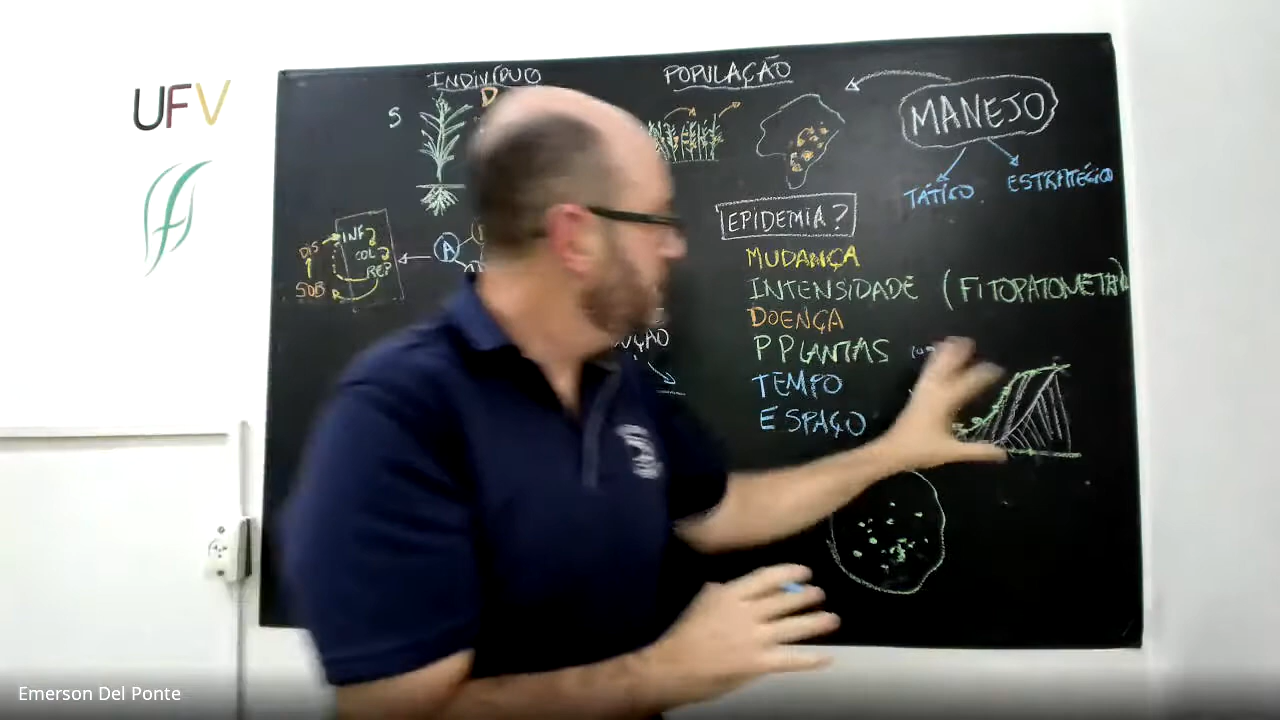 UFV
INDIVÍDUO
POPULAÇÃO
MANEJO
TÁTICO
ESTRATÉGICO
S
D
EPIDEMIA?
MUDANÇA
INTENSIDADE (FITOPATOMETRIA)
DOENÇA
P PLANTAS
TEMPO
ESPAÇO
DIS
INF
COL
REP
SOB
R
A
Emerson Del Ponte